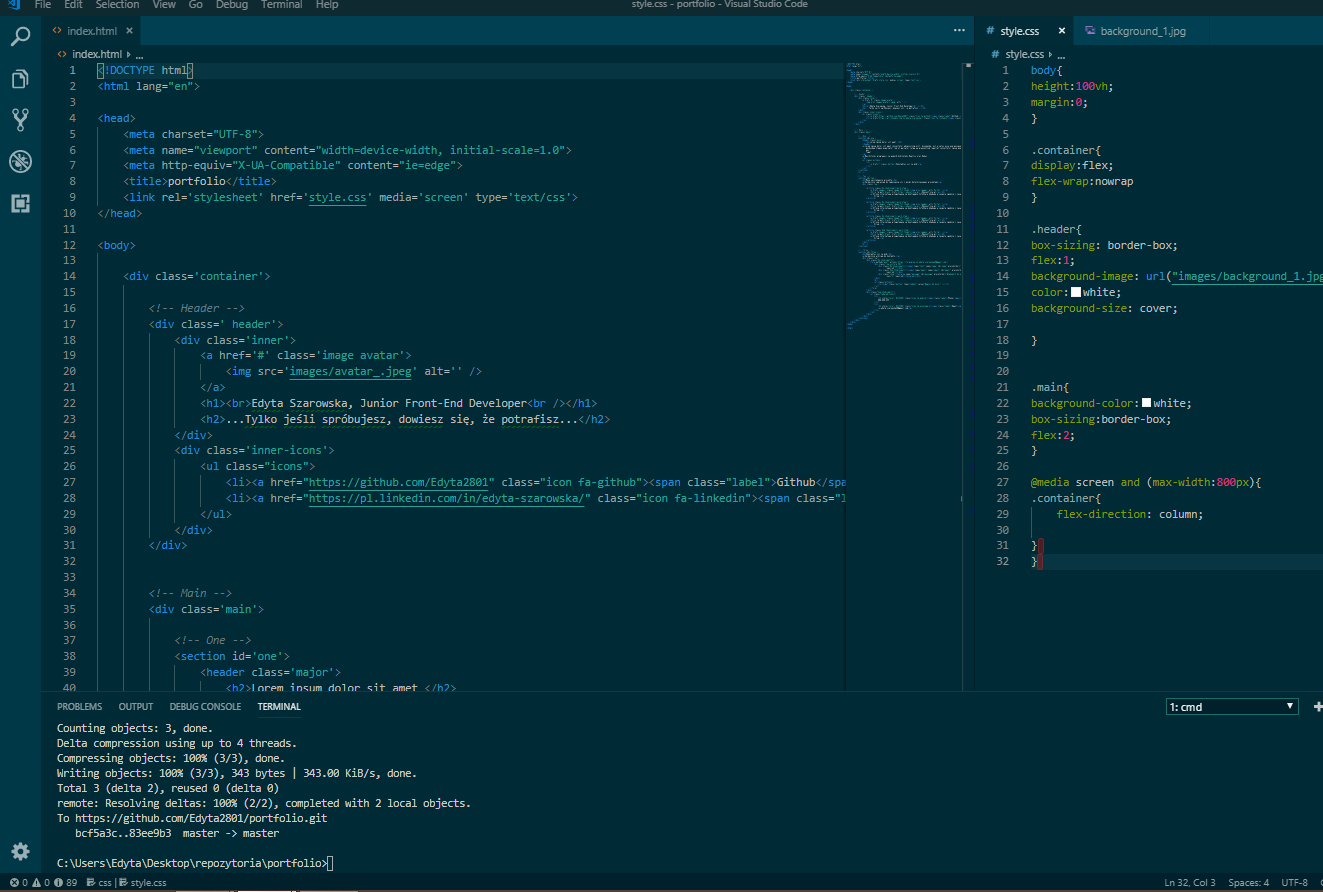 File Edit Selection View Go Debug Terminal Help
style.css - portfolio - Visual Studio Code
<> index.html ×
...
<> index.html ▸ ...
1 <!DOCTYPE html>
2 <html lang="en">
3
4 <head>
5 <meta charset="UTF-8">
6 <meta name="viewport" content="width=device-width, initial-scale=1.0">
7 <meta http-equiv="X-UA-Compatible" content="ie=edge">
8 <title>portfolio</title>
9 <link rel='stylesheet' href='style.css' media='screen' type='text/css'>
10 </head>
11
12 <body>
13
14 <div class='container'>
15
16 <!-- Header -->
17 <div class=' header'>
18 <div class='inner'>
19 <a href='#' class='image avatar'>
20 <img src='images/avatar_.jpeg' alt='' />
21 </a>
22 <h1><br>Edyta Szarowska, Junior Front-End Developer<br /></h1>
23 <h2>...Tylko jeśli spróbujesz, dowiesz się, że potrafisz...</h2>
24 </div>
25 <div class='inner-icons'>
26 <ul class="icons">
27 <li><a href="https://github.com/Edyta2801" class="icon fa-github"><span class="label">Github</spa
28 <li><a href="https://pl.linkedin.com/in/edyta-szarowska/" class="icon fa-linkedin"><span class="l
29 </ul>
30 </div>
31 </div>
32
33
34 <!-- Main -->
35 <div class='main'>
36
37 <!-- One -->
38 <section id='one'>
39 <header class='major'>
40 <h2>Lorem ipsum dolor sit amet </h2>
# style.css ×
background_1.jpg
# style.css ▸ ...
1 body{
2 height:100vh;
3 margin:0;
4 }
5
6 .container{
7 display:flex;
8 flex-wrap:nowrap
9 }
10
11 .header{
12 box-sizing: border-box;
13 flex:1;
14 background-image: url("images/background_1.jpg
15 color:white;
16 background-size: cover;
17
18 }
19
20
21 .main{
22 background-color:white;
23 box-sizing:border-box;
24 flex:2;
25 }
26
27 @media screen and (max-width:800px){
28 .container{
29 flex-direction: column;
30
31 }
32 }
PROBLEMS OUTPUT DEBUG CONSOLE TERMINAL
1: cmd
Counting objects: 3, done.
Delta compression using up to 4 threads.
Compressing objects: 100% (3/3), done.
Writing objects: 100% (3/3), 343 bytes | 343.00 KiB/s, done.
Total 3 (delta 2), reused 0 (delta 0)
remote: Resolving deltas: 100% (2/2), completed with 2 local objects.
To https://github.com/Edyta2801/portfolio.git
bcf5a3c..83ee9b3 master -> master
C:\Users\Edyta\Desktop\repozytoria\portfolio>
0 0 89 css | style.css
Ln 32, Col 3 Spaces: 4 UTF-8